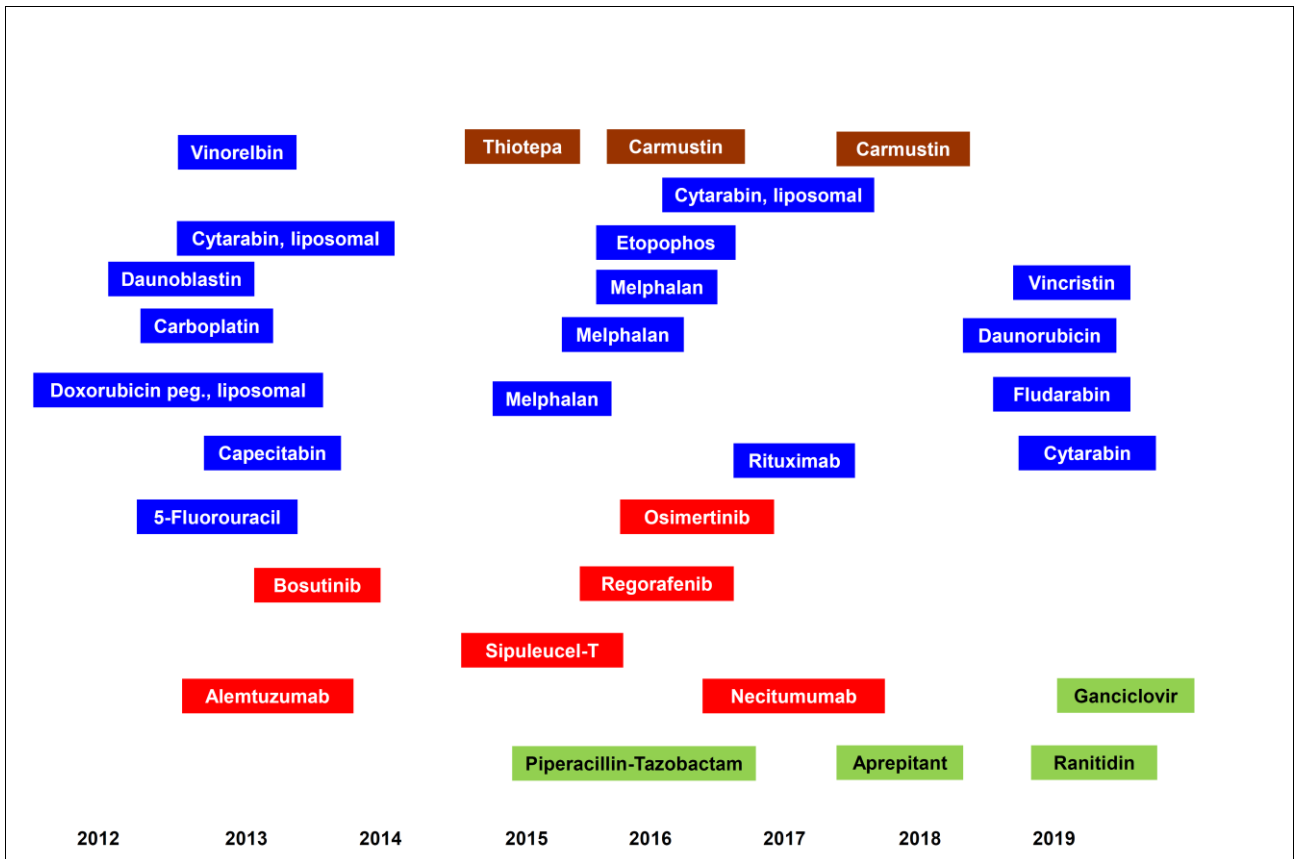 Vinorelbin
Thiotepa
Carmustin
Carmustin
Cytarabin, liposomal
Cytarabin, liposomal
Etopophos
Daunoblastin
Melphalan
Vincristin
Carboplatin
Melphalan
Daunorubicin
Doxorubicin peg., liposomal
Melphalan
Fludarabin
Capecitabin
Rituximab
Cytarabin
5-Fluorouracil
Osimertinib
Bosutinib
Regorafenib
Sipuleucel-T
Alemtuzumab
Necitumumab
Ganciclovir
Piperacillin-Tazobactam
Aprepitant
Ranitidin
2012 2013 2014 2015 2016 2017 2018 2019